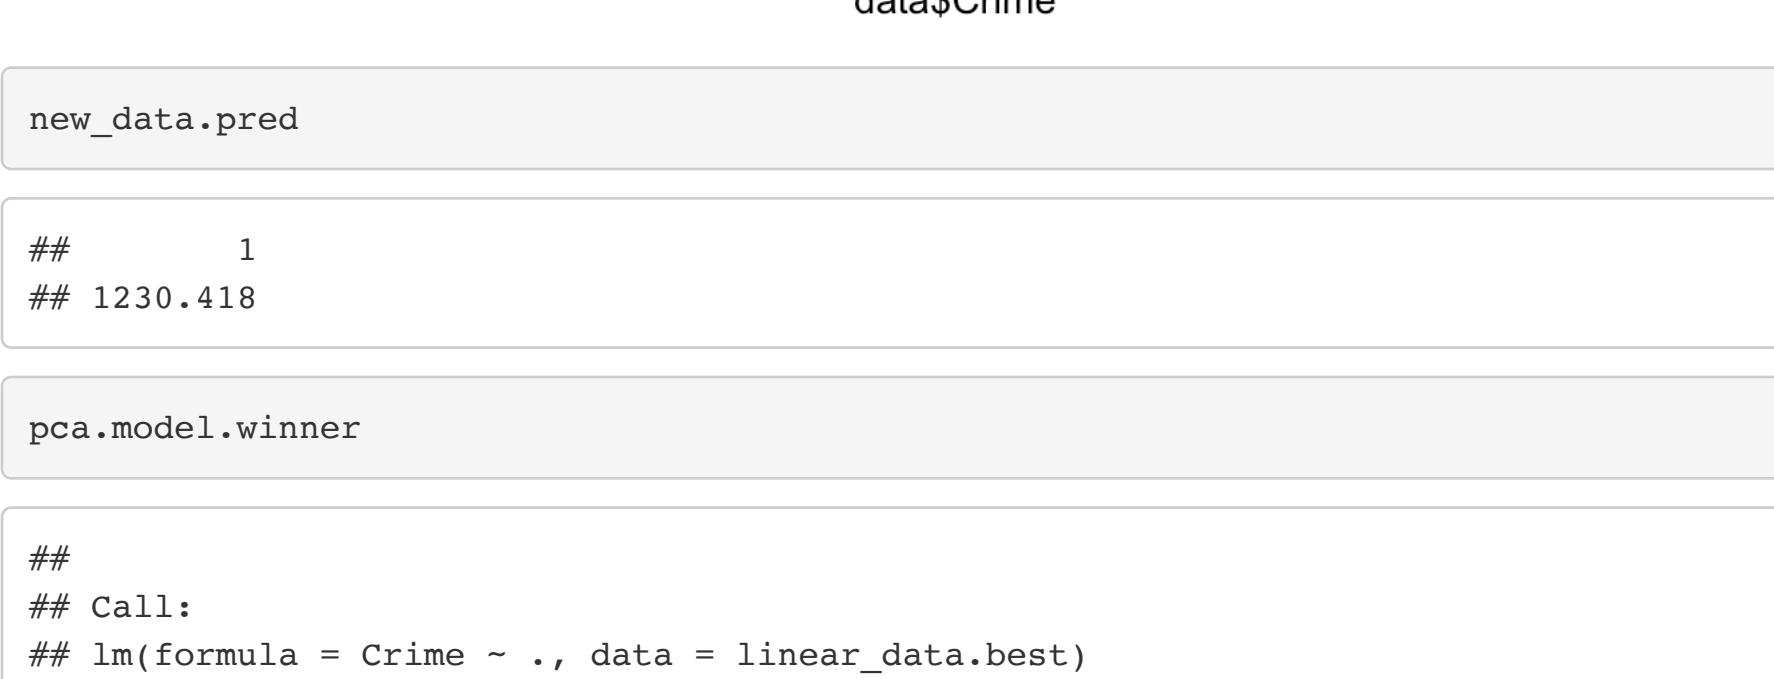 data$Crime
new_data.pred
##        1
## 1230.418
pca.model.winner
##
## Call:
## lm(formula = Crime ~ ., data = linear_data.best)